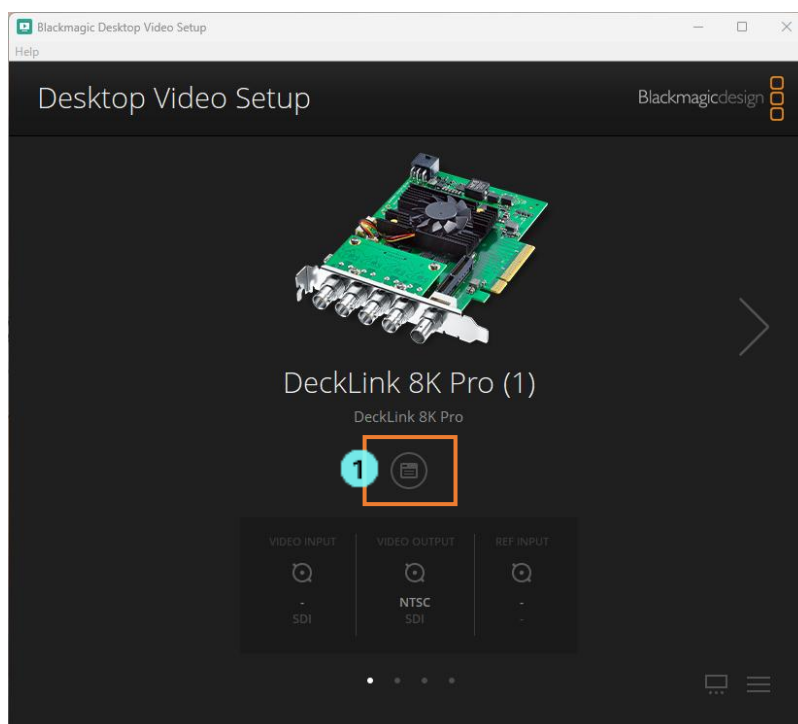 Blackmagic Desktop Video Setup
Help
Desktop Video Setup
Blackmagicdesign
DeckLink 8K Pro (1)
DeckLink 8K Pro
1
VIDEO INPUT VIDEO OUTPUT REF INPUT
- NTSC -
SDI SDI -